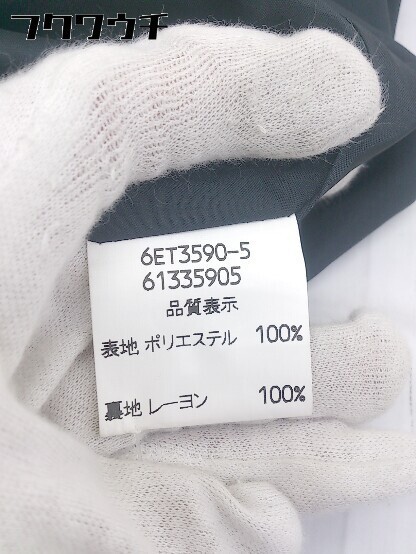 フクワウチ
6ET3590-5
61335905
品質表示
表地 ポリエステル 100%
裏地 レーヨン 100%